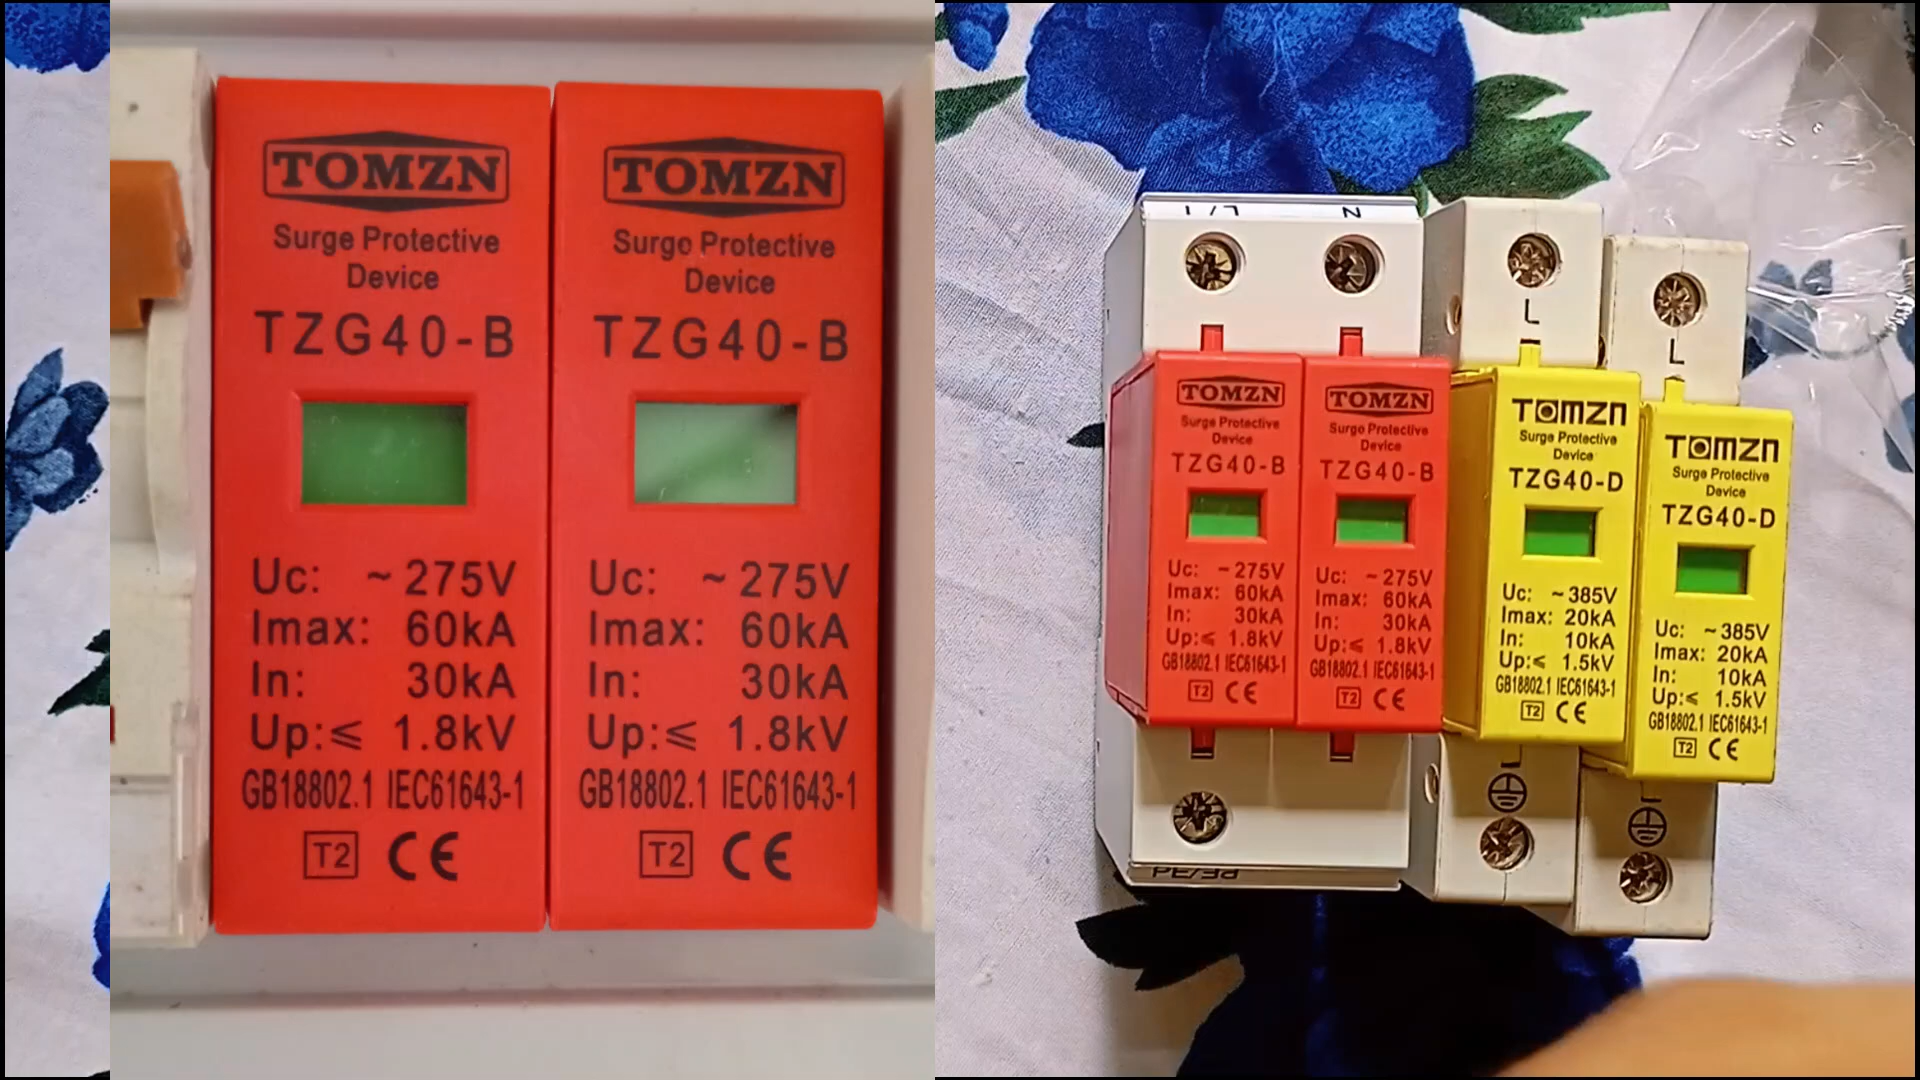 TOMZN
Surge Protective
Device
TZG40-B
Uc: ~275V
Imax: 60kA
In: 30kA
Up:≤ 1.8kV
GB18802.1 IEC61643-1
T2 CE
TOMZN
Surge Protective
Device
TZG40-B
Uc: ~275V
Imax: 60kA
In: 30kA
Up:≤ 1.8kV
GB18802.1 IEC61643-1
T2 CE
N
TOMZN
Surge Protective
Device
TZG40-B
Uc: ~275V
Imax: 60kA
In: 30kA
Up:≤ 1.8kV
GB18802.1 IEC61643-1
T2 CE
TOMZN
Surge Protective
Device
TZG40-B
Uc: ~275V
Imax: 60kA
In: 30kA
Up:≤ 1.8kV
GB18802.1 IEC61643-1
T2 CE
L
TOMZN
Surge Protective
Device
TZG40-D
Uc: ~385V
Imax: 20kA
In: 10kA
Up:≤ 1.5kV
GB18802.1 IEC61643-1
T2 CE
L
TOMZN
Surge Protective
Device
TZG40-D
Uc: ~385V
Imax: 20kA
In: 10kA
Up:≤ 1.5kV
GB18802.1 IEC61643-1
T2 CE